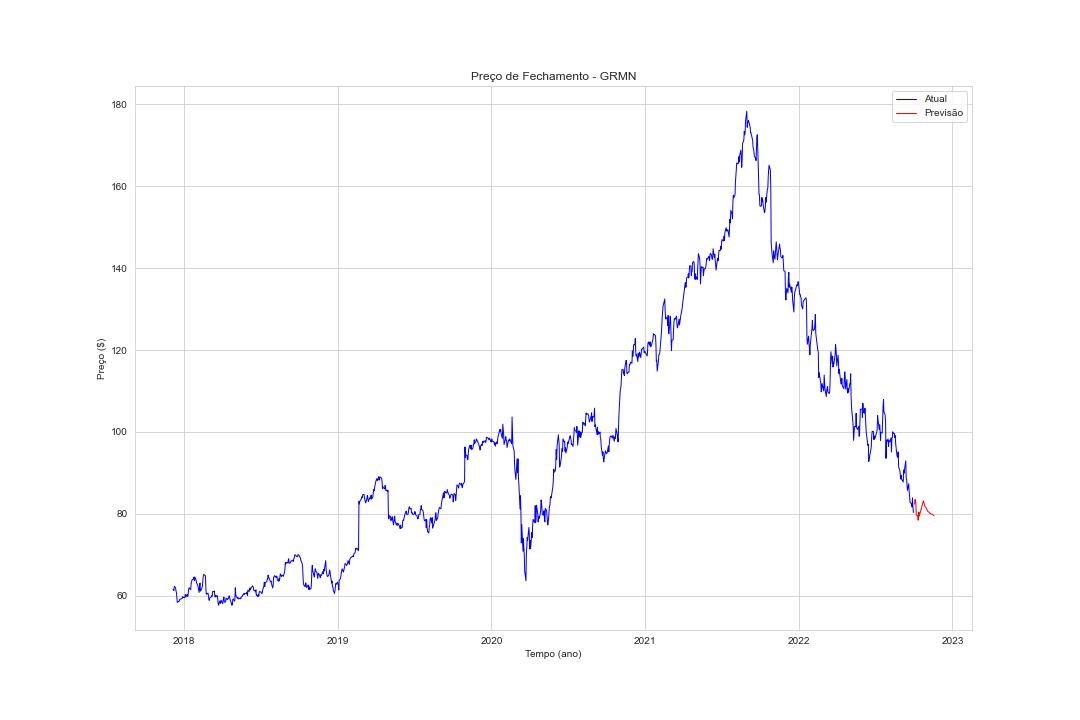 Preço de Fechamento - GRMN
Atual
Previsão
180
160
140
120
100
80
60
Preço ($)
2018
2019
2020
2021
2022
2023
Tempo (ano)